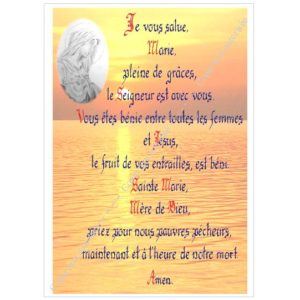 Je vous salue,
Marie,
pleine de grâces,
le Seigneur est avec vous.
Vous êtes bénie entre toutes les femmes
et Jésus,
le fruit de vos entrailles, est béni.
Sainte Marie,
Mère de Dieu,
priez pour nous pauvres pécheurs,
maintenant et à l'heure de notre mort.
Amen.